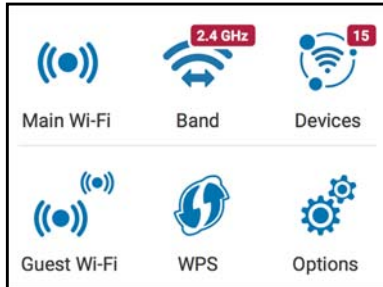 2.4 GHz 15
Main Wi-Fi Band Devices
Guest Wi-Fi WPS Options